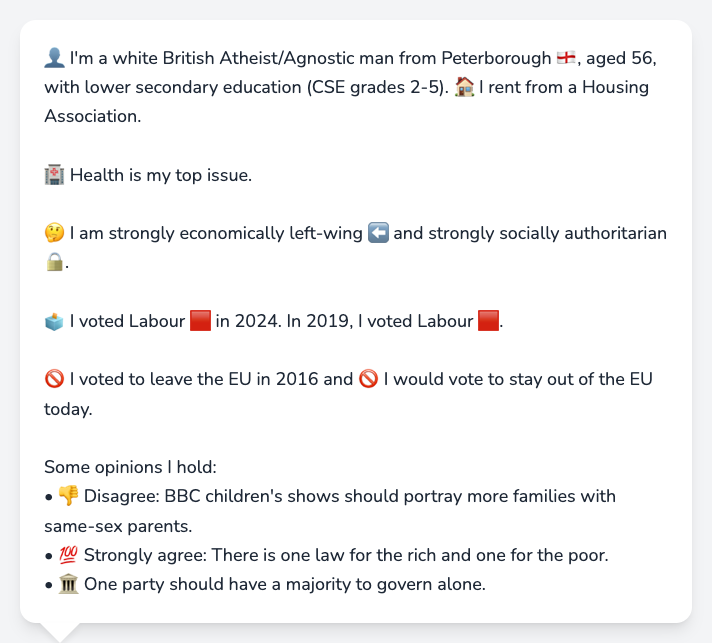 👤 I'm a white British Atheist/Agnostic man from Peterborough 🏴󠁧󠁢󠁥󠁮󠁧󠁿, aged 56,
with lower secondary education (CSE grades 2-5). 🏠 I rent from a Housing
Association.
🏥 Health is my top issue.
🤔 I am strongly economically left-wing ⬅️ and strongly socially authoritarian
🔒.
🗳️ I voted Labour 🟥 in 2024. In 2019, I voted Labour 🟥.
🚫 I voted to leave the EU in 2016 and 🚫 I would vote to stay out of the EU
today.
Some opinions I hold:
• 👎 Disagree: BBC children's shows should portray more families with
same-sex parents.
• 💯 Strongly agree: There is one law for the rich and one for the poor.
• 🏛️ One party should have a majority to govern alone.